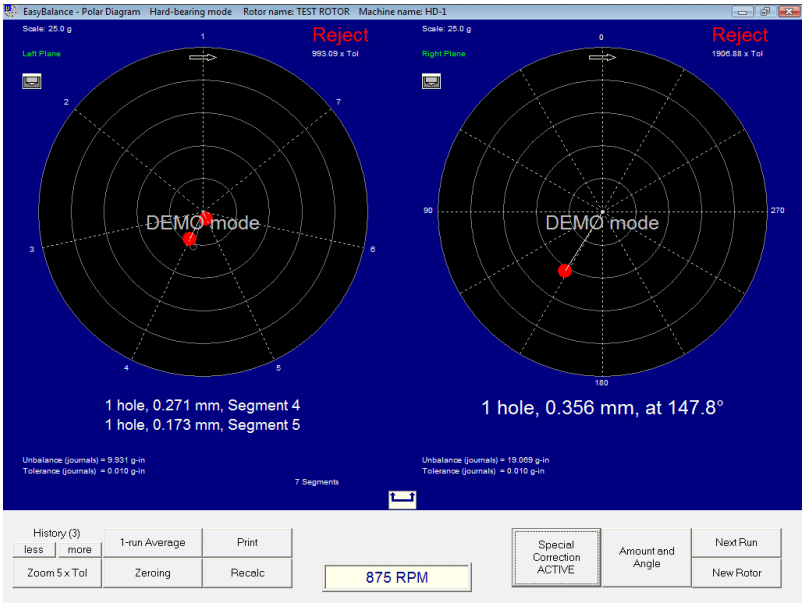 EasyBalance - Polar Diagram Hard-bearing mode Rotor name: TEST ROTOR Machine name: HD-1
Scale: 25.0 g
Reject
Left Plane
993.09 x Tol
1
2
7
3
6
4
5
DEMO mode
1 hole, 0.271 mm, Segment 4
1 hole, 0.173 mm, Segment 5
Unbalance (journals) = 9.931 g-in
Tolerance (journals) = 0.010 g-in
7 Segments
Scale: 25.0 g
Reject
Right Plane
1906.88 x Tol
0
90
270
180
DEMO mode
1 hole, 0.356 mm, at 147.8°
Unbalance (journals) = 19.069 g-in
Tolerance (journals) = 0.010 g-in
History (3)
less
more
1-run Average
Print
Zoom 5 x Tol
Zeroing
Recalc
875 RPM
Special
Correction
ACTIVE
Amount and
Angle
Next Run
New Rotor